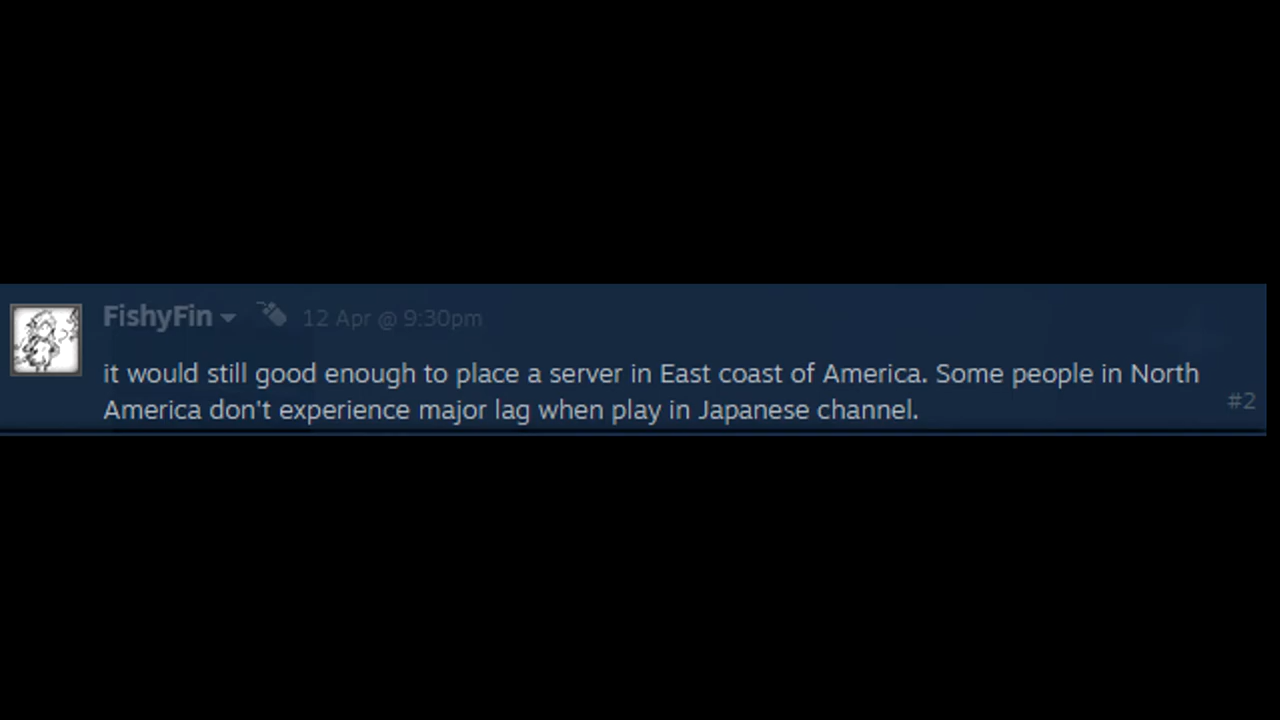 FishyFin 12 Apr @ 9:30pm
it would still good enough to place a server in East coast of America. Some people in North
America don't experience major lag when play in Japanese channel.
#2